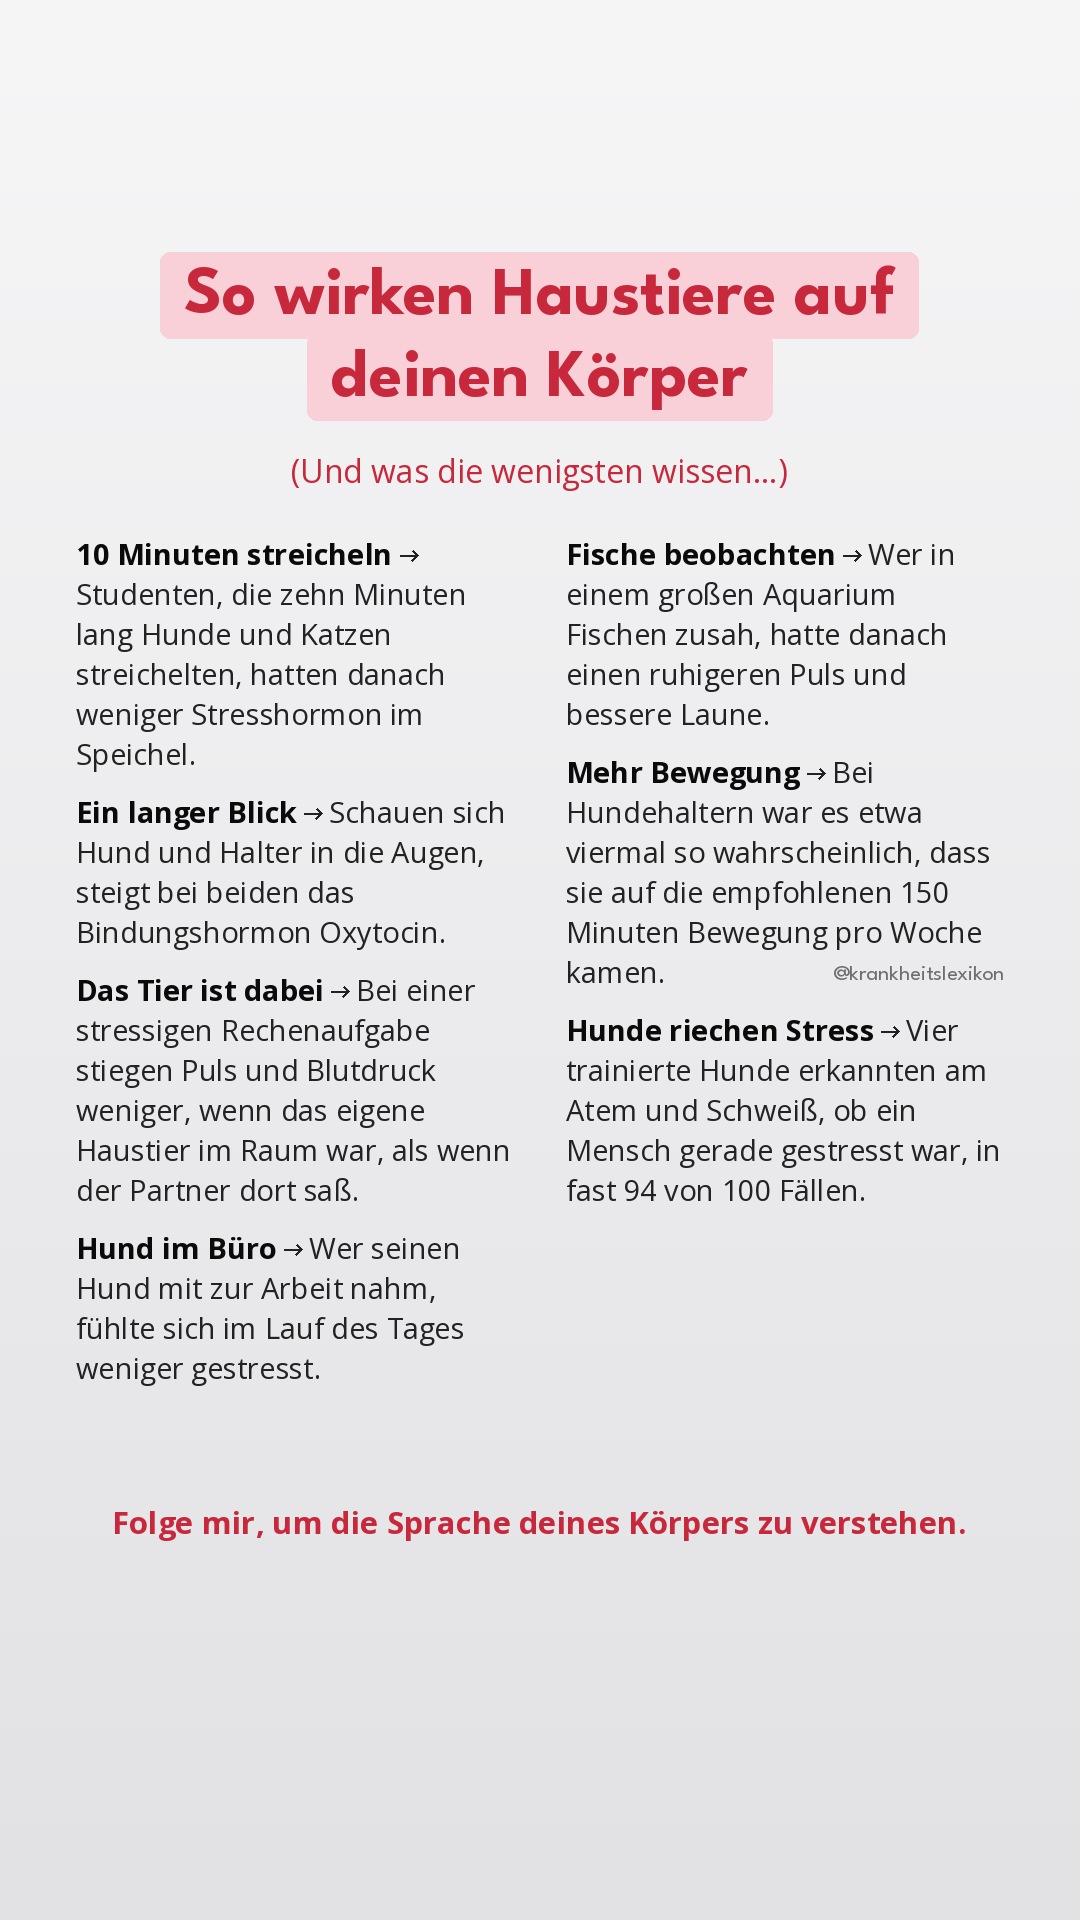 So wirken Haustiere auf
deinen Körper
(Und was die wenigsten wissen...)
10 Minuten streicheln →
Studenten, die zehn Minuten
lang Hunde und Katzen
streichelten, hatten danach
weniger Stresshormon im
Speichel.
Ein langer Blick → Schauen sich
Hund und Halter in die Augen,
steigt bei beiden das
Bindungshormon Oxytocin.
Das Tier ist dabei → Bei einer
stressigen Rechenaufgabe
stiegen Puls und Blutdruck
weniger, wenn das eigene
Haustier im Raum war, als wenn
der Partner dort saß.
Hund im Büro → Wer seinen
Hund mit zur Arbeit nahm,
fühlte sich im Lauf des Tages
weniger gestresst.
Fische beobachten → Wer in
einem großen Aquarium
Fischen zusah, hatte danach
einen ruhigeren Puls und
bessere Laune.
Mehr Bewegung → Bei
Hundehaltern war es etwa
viermal so wahrscheinlich, dass
sie auf die empfohlenen 150
Minuten Bewegung pro Woche
kamen.
@krankheitslexikon
Hunde riechen Stress → Vier
trainierte Hunde erkannten am
Atem und Schweiß, ob ein
Mensch gerade gestresst war, in
fast 94 von 100 Fällen.
Folge mir, um die Sprache deines Körpers zu verstehen.